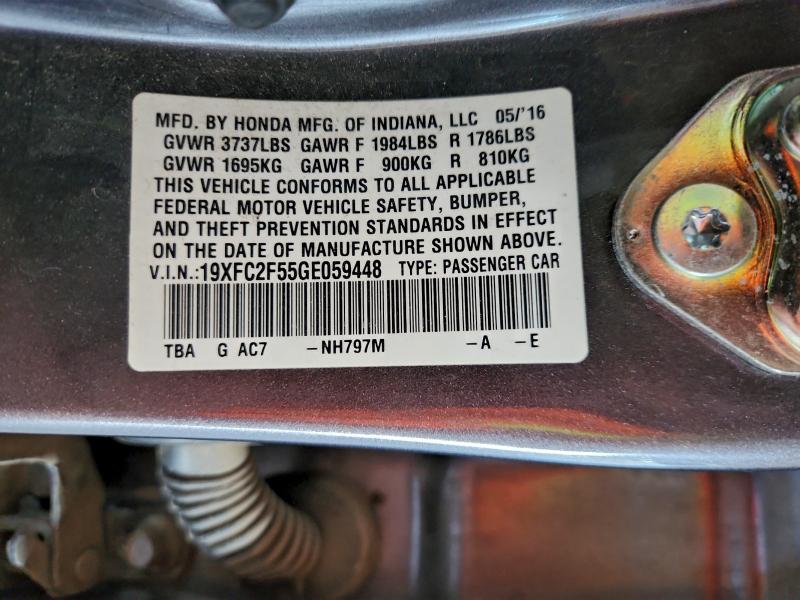 MFD. BY HONDA MFG. OF INDIANA, LLC 05/'16
GVWR 3737LBS GAWR F 1984LBS R 1786LBS
GVWR 1695KG GAWR F 900KG R 810KG
THIS VEHICLE CONFORMS TO ALL APPLICABLE
FEDERAL MOTOR VEHICLE SAFETY, BUMPER,
AND THEFT PREVENTION STANDARDS IN EFFECT
ON THE DATE OF MANUFACTURE SHOWN ABOVE.
V.I.N.:19XFC2F55GE059448 TYPE: PASSENGER CAR
TBA G AC7 -NH797M -A -E